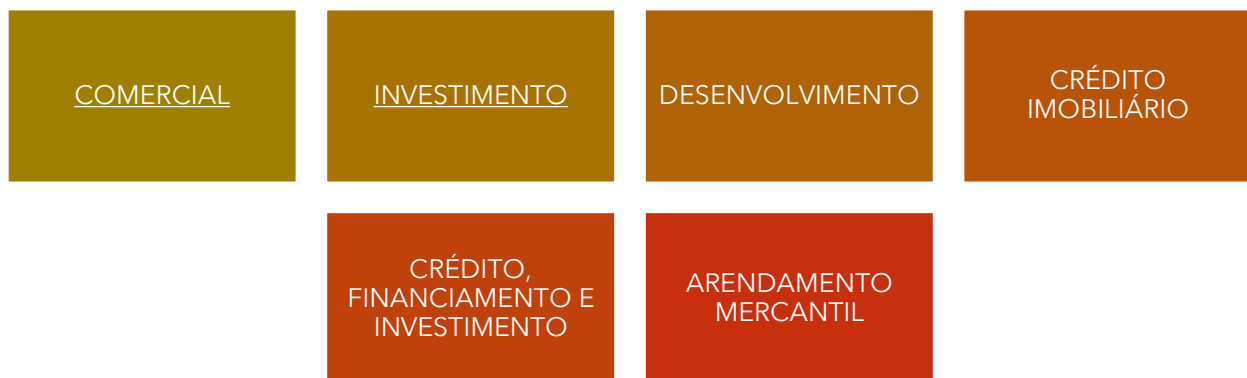 COMERCIAL
INVESTIMENTO
DESENVOLVIMENTO
CRÉDITO
IMOBILIÁRIO
CRÉDITO,
FINANCIAMENTO E
INVESTIMENTO
ARENDAMENTO
MERCANTIL